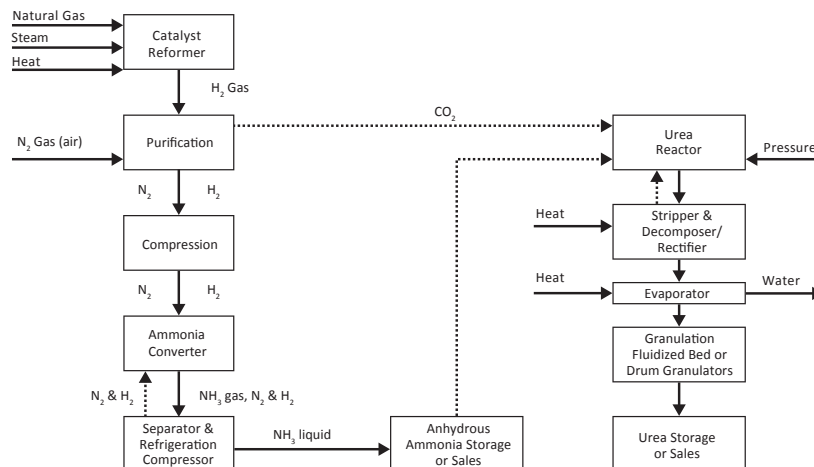 Natural Gas
Steam
Heat
Catalyst
Reformer
H₂ Gas
CO₂
N₂ Gas (air)
Purification
Urea
Reactor
Pressure
N₂
H₂
Heat
Stripper &
Decomposer/
Rectifier
Compression
N₂
H₂
Heat
Evaporator
Water
Ammonia
Converter
Granulation
Fluidized Bed or
Drum Granulators
N₂ & H₂
NH₃ gas, N₂ & H₂
Separator &
Refrigeration
Compressor
NH₃ liquid
Anhydrous
Ammonia Storage
or Sales
Urea Storage
or Sales